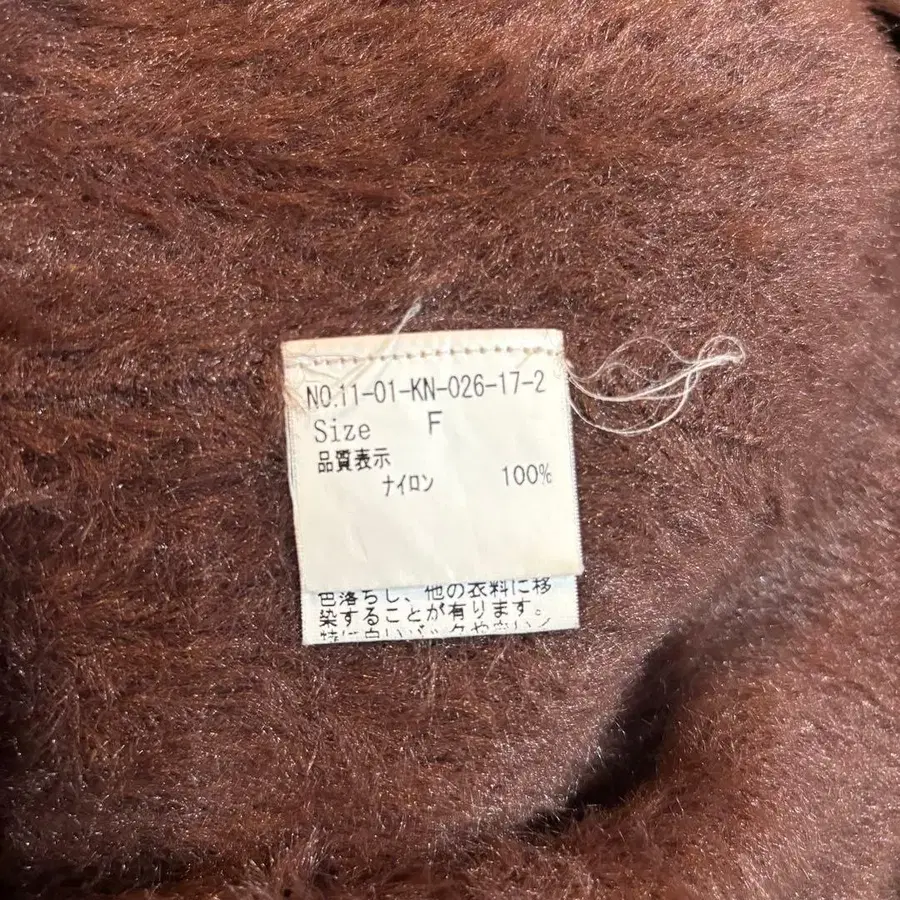 NO.11-01-KN-026-17-2
Size F
品質表示
ナイロン 100%
色落ちし、他の衣料に移
染することが有ります。